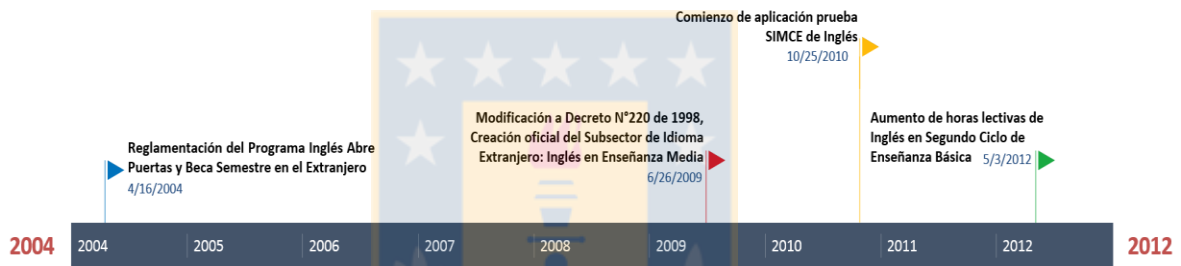 Comienzo de aplicación prueba
SIMCE de Inglés
10/25/2010
Modificación a Decreto N°220 de 1998,
Creación oficial del Subsector de Idioma
Extranjero: Inglés en Enseñanza Media
6/26/2009
Aumento de horas lectivas de
Inglés en Segundo Ciclo de
Enseñanza Básica 5/3/2012
Reglamentación del Programa Inglés Abre
Puertas y Beca Semestre en el Extranjero
4/16/2004
2004 2004 2005 2006 2007 2008 2009 2010 2011 2012 2012